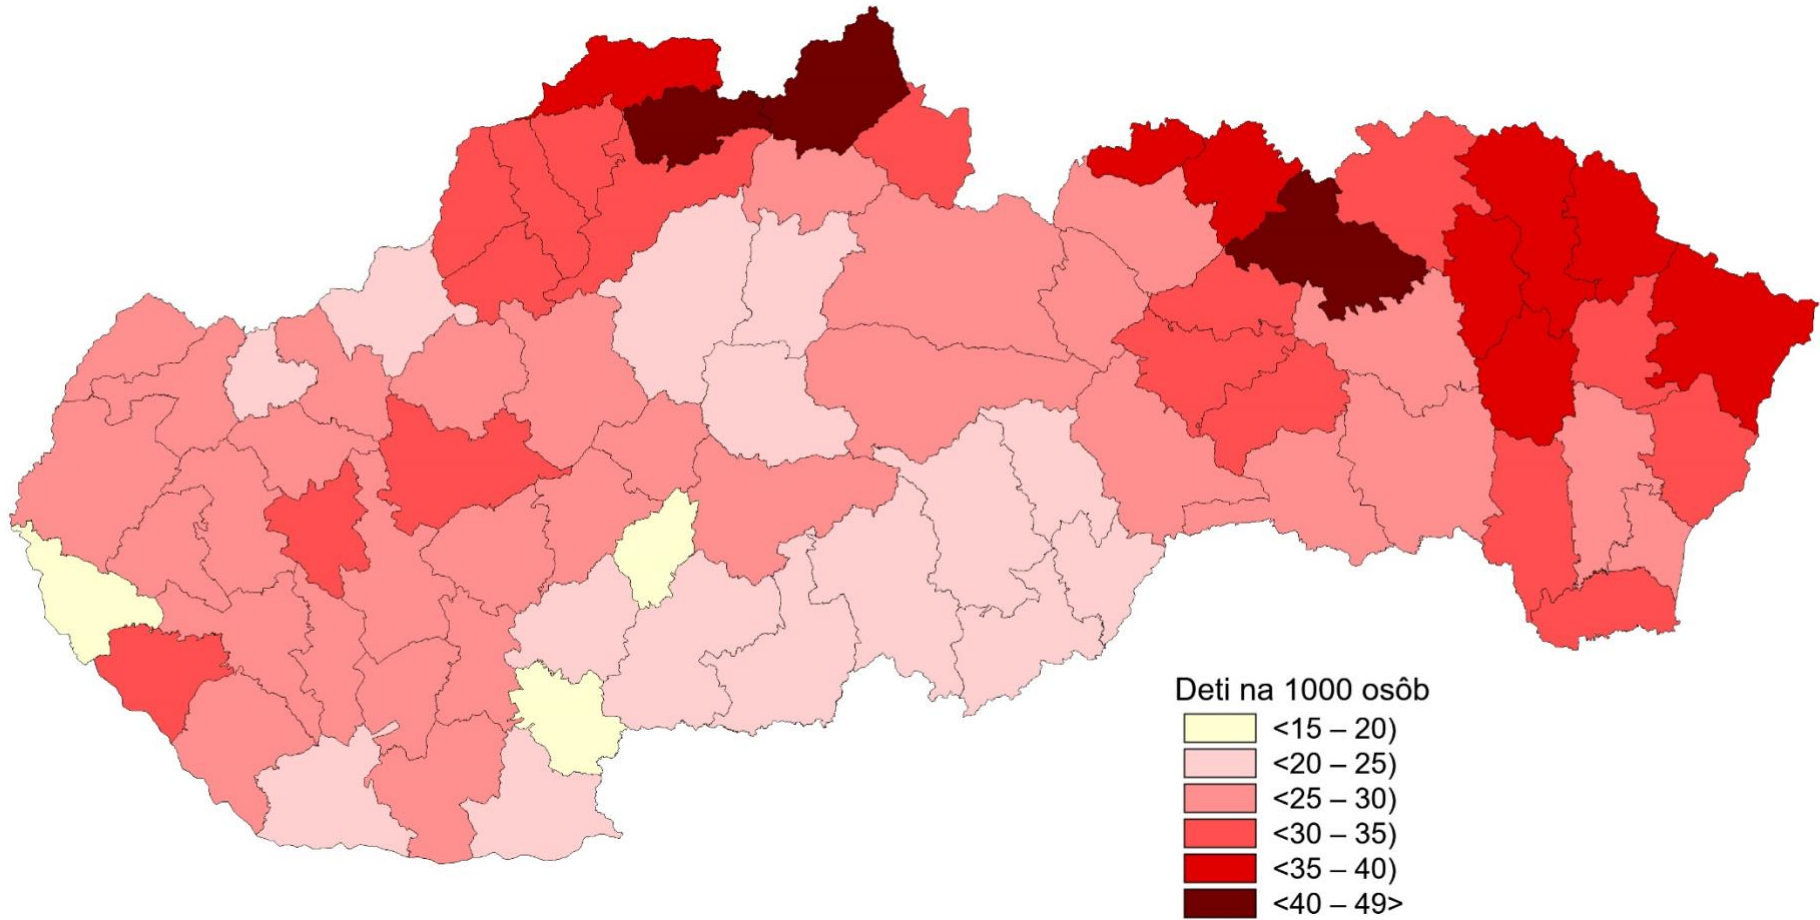 Deti na 1000 osôb
<15 – 20)
<20 – 25)
<25 – 30)
<30 – 35)
<35 – 40)
<40 – 49>